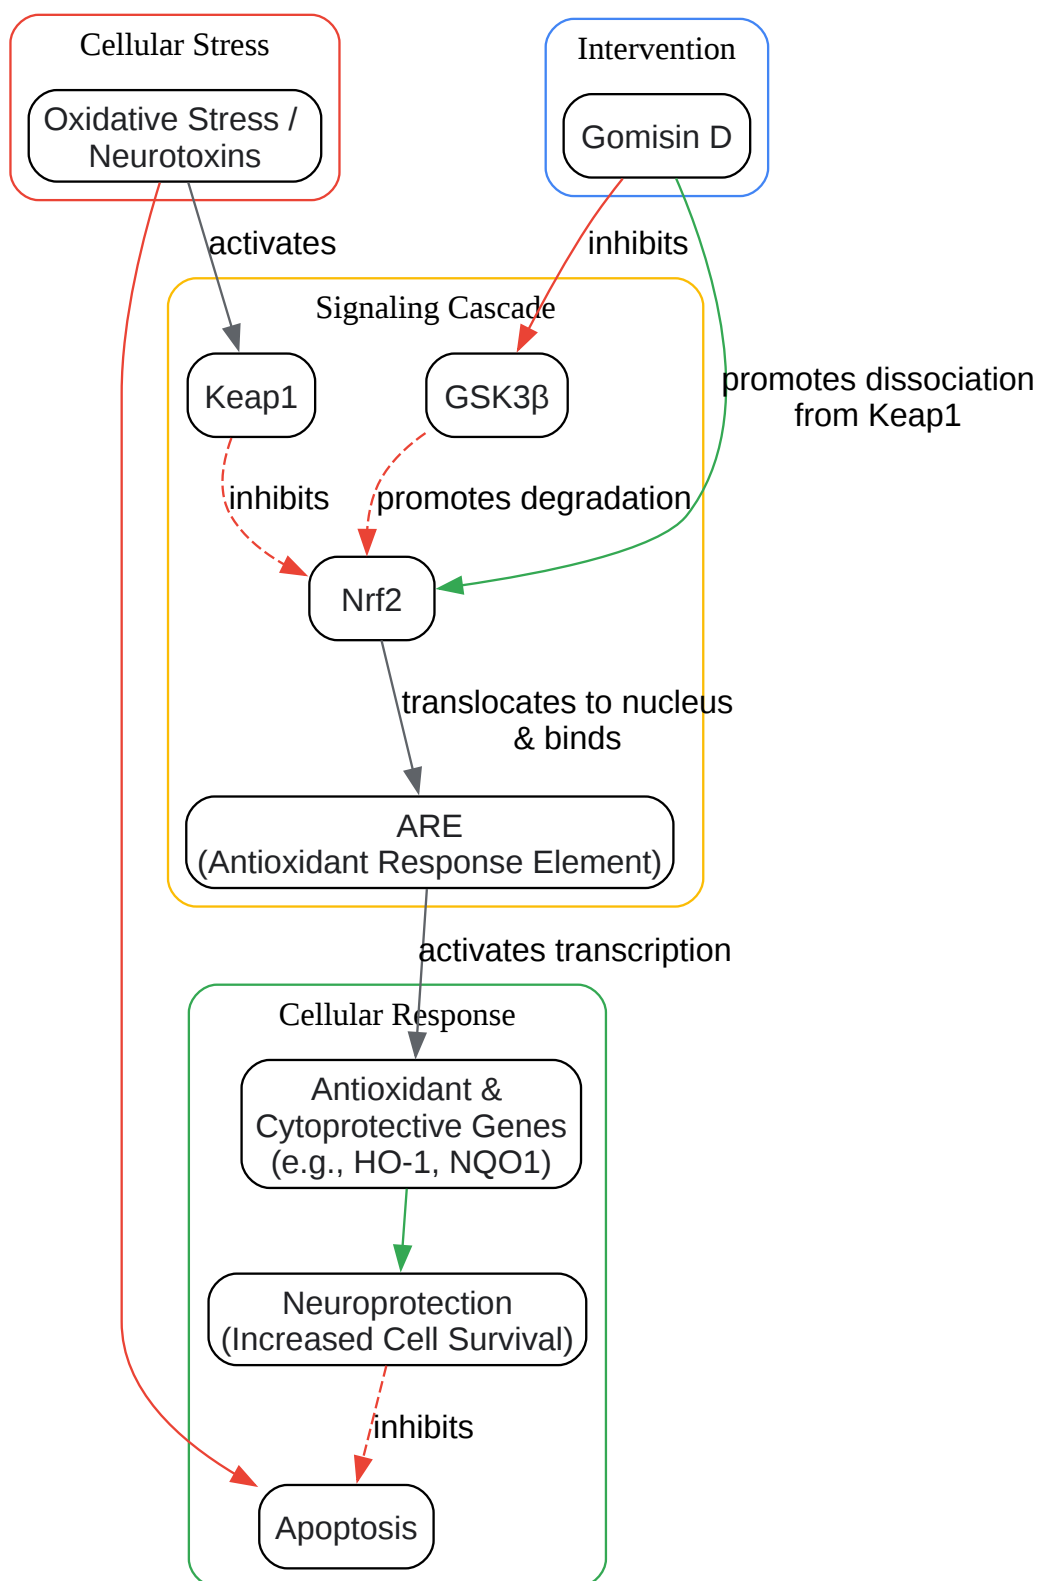 Cellular Stress
Intervention
Oxidative Stress /
Neurotoxins
Gomisin D
activates
inhibits
Signaling Cascade
Keap1
GSK3β
promotes dissociation
from Keap1
inhibits
promotes degradation
Nrf2
translocates to nucleus
& binds
ARE
(Antioxidant Response Element)
activates transcription
Cellular Response
Antioxidant &
Cytoprotective Genes
(e.g., HO-1, NQO1)
Neuroprotection
(Increased Cell Survival)
inhibits
Apoptosis